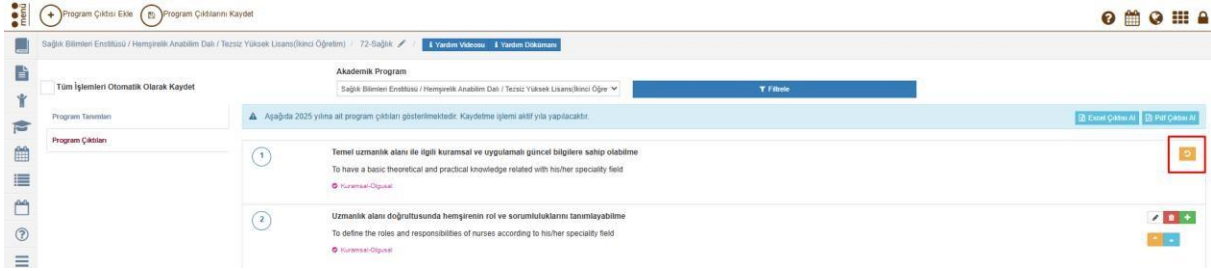 menü
Program Çıktısı Ekle
Program Çıktılarını Kaydet
Sağlık Bilimleri Enstitüsü / Hemşirelik Anabilim Dalı / Tezsiz Yüksek Lisans(İkinci Öğretim) / 72-Sağlık /
Yardım Videosu
Yardım Dökümanı
Tüm İşlemleri Otomatik Olarak Kaydet
Akademik Program
Sağlık Bilimleri Enstitüsü / Hemşirelik Anabilim Dalı / Tezsiz Yüksek Lisans(İkinci Öğre
Filtrele
Program Tanımları
Program Çıktıları
Aşağıda 2025 yılına ait program çıktıları gösterilmektedir. Kaydetme işlemi aktif yıla yapılacaktır.
Excel Çıktısı Al
Pdf Çıktısı Al
1
Temel uzmanlık alanı ile ilgili kuramsal ve uygulamalı güncel bilgilere sahip olabilme
To have a basic theoretical and practical knowledge related with his/her speciality field
Kuramsal-Olgusal
2
Uzmanlık alanı doğrultusunda hemşirenin rol ve sorumluluklarını tanımlayabilme
To define the roles and responsibilities of nurses according to his/her speciality field
Kuramsal-Olgusal